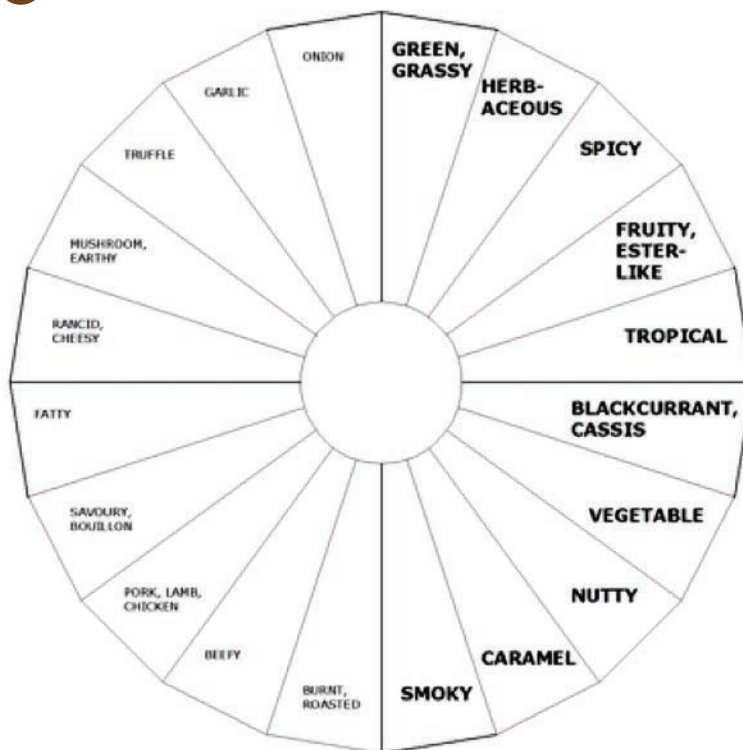 ONION
GREEN,
GRASSY
HERB-
ACEOUS
SPICY
FRUITY,
ESTER-
LIKE
TROPICAL
BLACKCURRANT,
CASSIS
VEGETABLE
NUTTY
CARAMEL
SMOKY
BURNT,
ROASTED
BEEFY
PORK, LAMB,
CHICKEN
SAVOURY,
BOUILLON
FATTY
RANCID,
CHEESY
MUSHROOM,
EARTHY
TRUFFLE
GARLIC